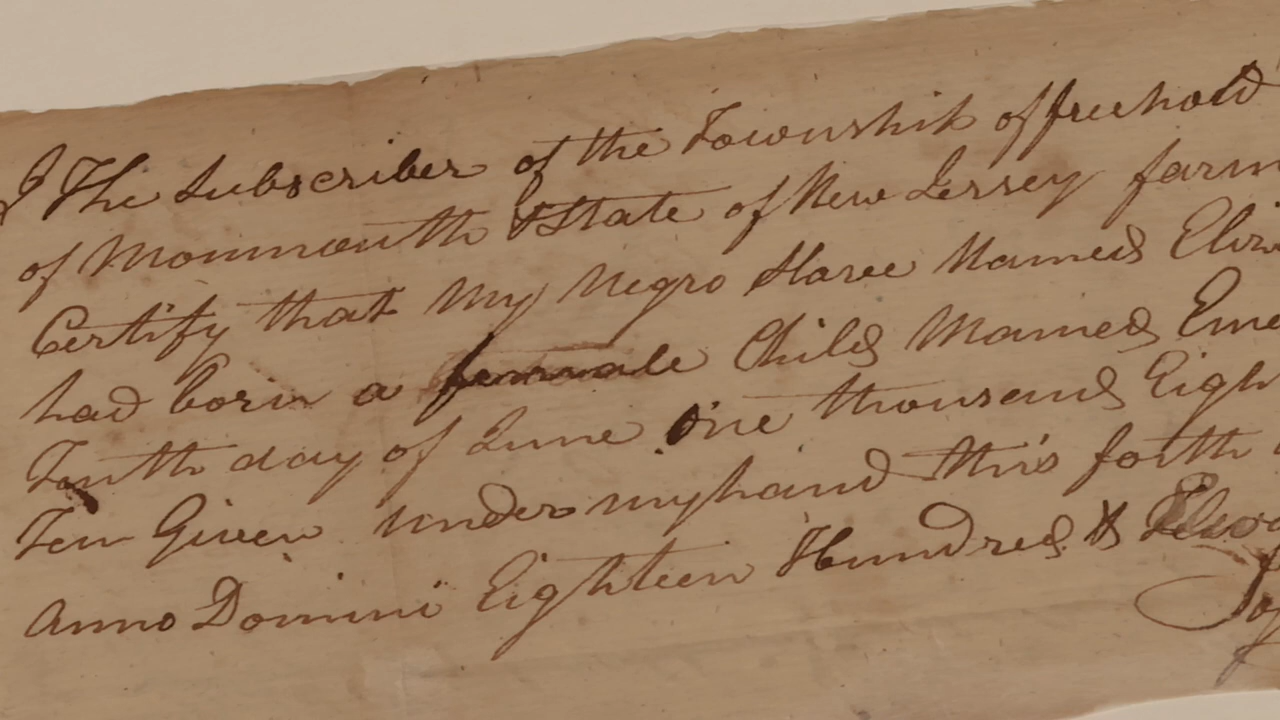 I The Subscriber of the Township of freehold
of Monmouth & State of New Jersey farm
Certify that My Negro Slave Named Eliz
had born a female Child Named Eme
Tenth day of June One thousand Eigh
Ten Given under my hand this forth
Anno Domini Eighteen Hundred &